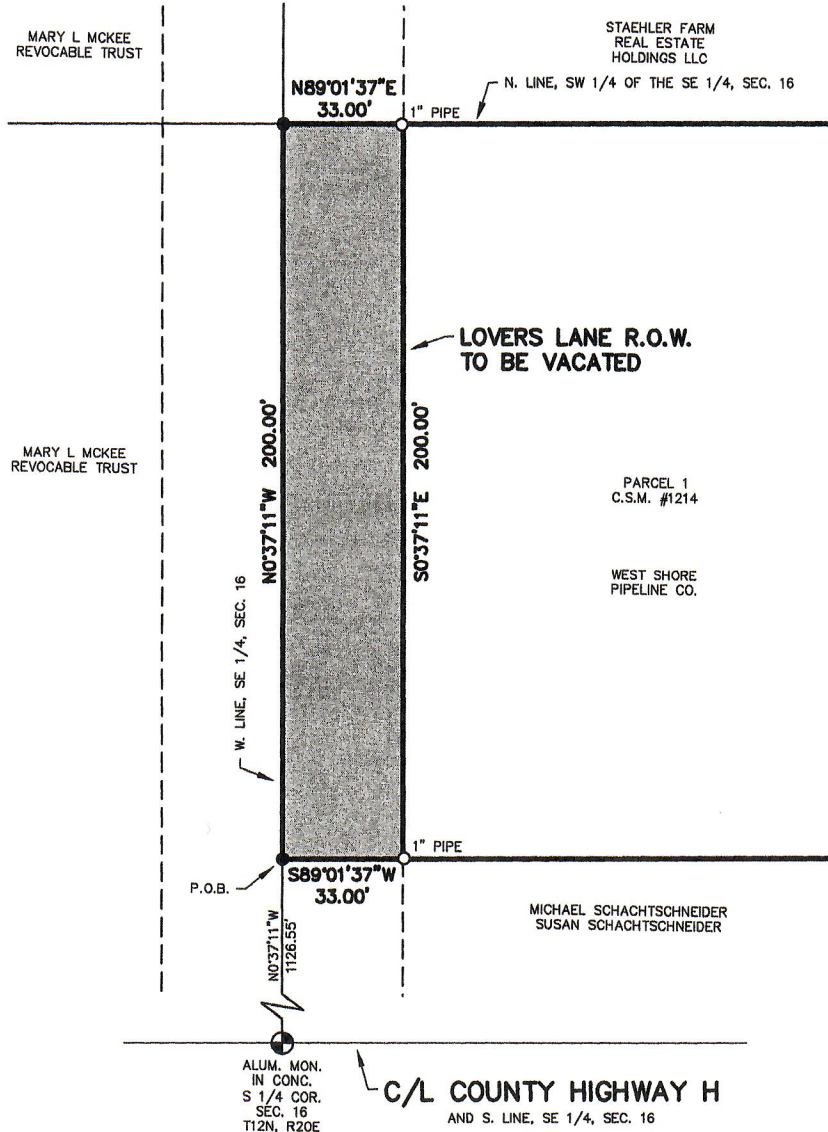 MARY L MCKEE
REVOCABLE TRUST
STAEHLER FARM
REAL ESTATE
HOLDINGS LLC
N89°01'37"E
33.00'
N. LINE, SW 1/4 OF THE SE 1/4, SEC. 16
1" PIPE
LOVERS LANE R.O.W.
TO BE VACATED
N0°37'11"W 200.00'
S0°37'11"E 200.00'
MARY L MCKEE
REVOCABLE TRUST
PARCEL 1
C.S.M. #1214
WEST SHORE
PIPELINE CO.
W. LINE, SE 1/4, SEC. 16
1" PIPE
P.O.B.
S89°01'37"W
33.00'
N0°37'11"W
1126.55'
MICHAEL SCHACHTSCHNEIDER
SUSAN SCHACHTSCHNEIDER
ALUM. MON.
IN CONC.
S 1/4 COR.
SEC. 16
T12N, R20E
C/L COUNTY HIGHWAY H
AND S. LINE, SE 1/4, SEC. 16